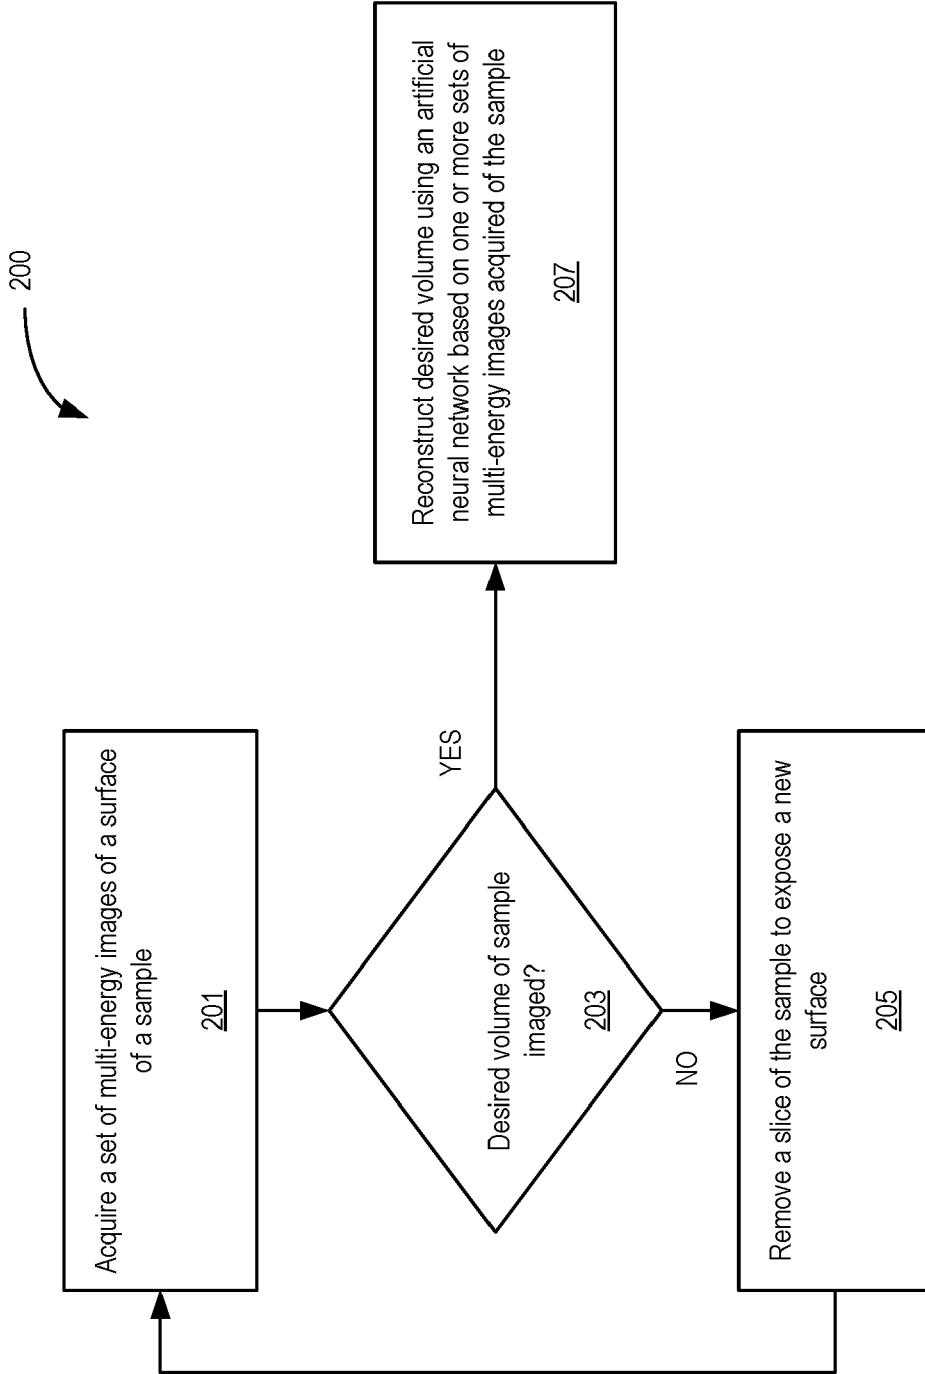 200
Acquire a set of multi-energy images of a surface
of a sample
201
Desired volume of sample
imaged?
203
YES
NO
Reconstruct desired volume using an artificial
neural network based on one or more sets of
multi-energy images acquired of the sample
207
Remove a slice of the sample to expose a new
surface
205